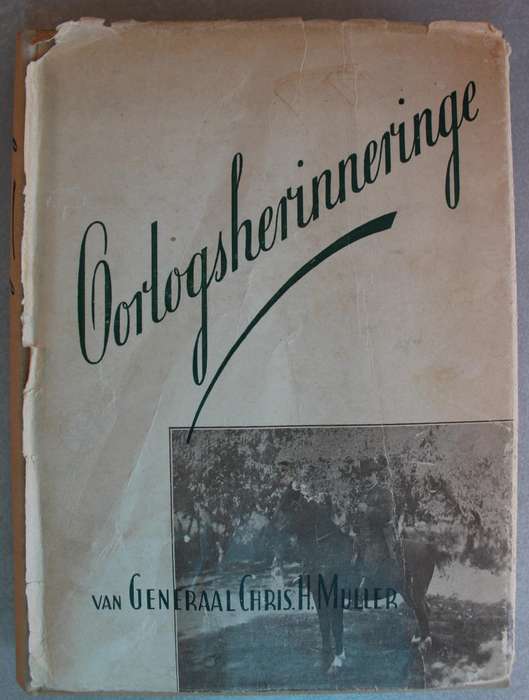 Oorlogsherinneringe
VAN GENERAAL CHRIS. H. MULLER